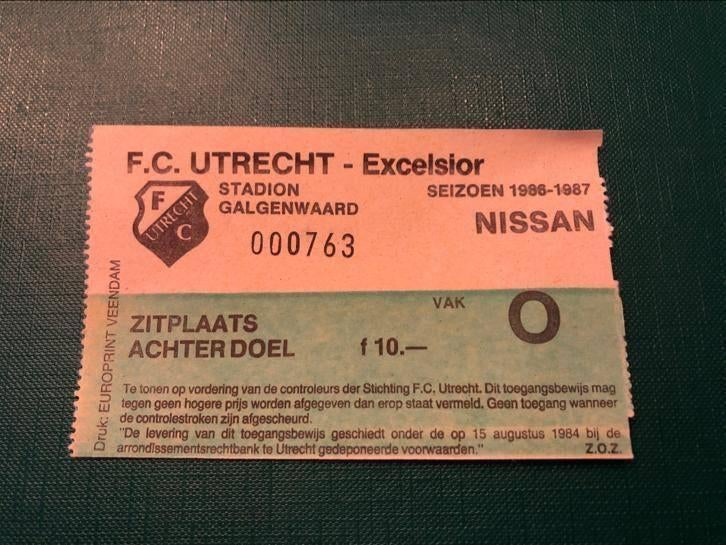 F.C. UTRECHT - Excelsior
STADION
GALGENWAARD
SEIZOEN 1986-1987
NISSAN
F
UTRECHT
C
000763
VAK O
ZITPLAATS
ACHTER DOEL f 10.—
Te tonen op vordering van de controleurs der Stichting F.C. Utrecht. Dit toegangsbewijs mag
tegen geen hogere prijs worden afgegeven dan erop staat vermeld. Geen toegang wanneer
de controlestroken zijn afgescheurd.
"De levering van dit toegangsbewijs geschiedt onder de op 15 augustus 1984 bij de
arrondissementsrechtbank te Utrecht gedeponeerde voorwaarden." Z.O.Z.
Druk: EUROPRINT VEENDAM